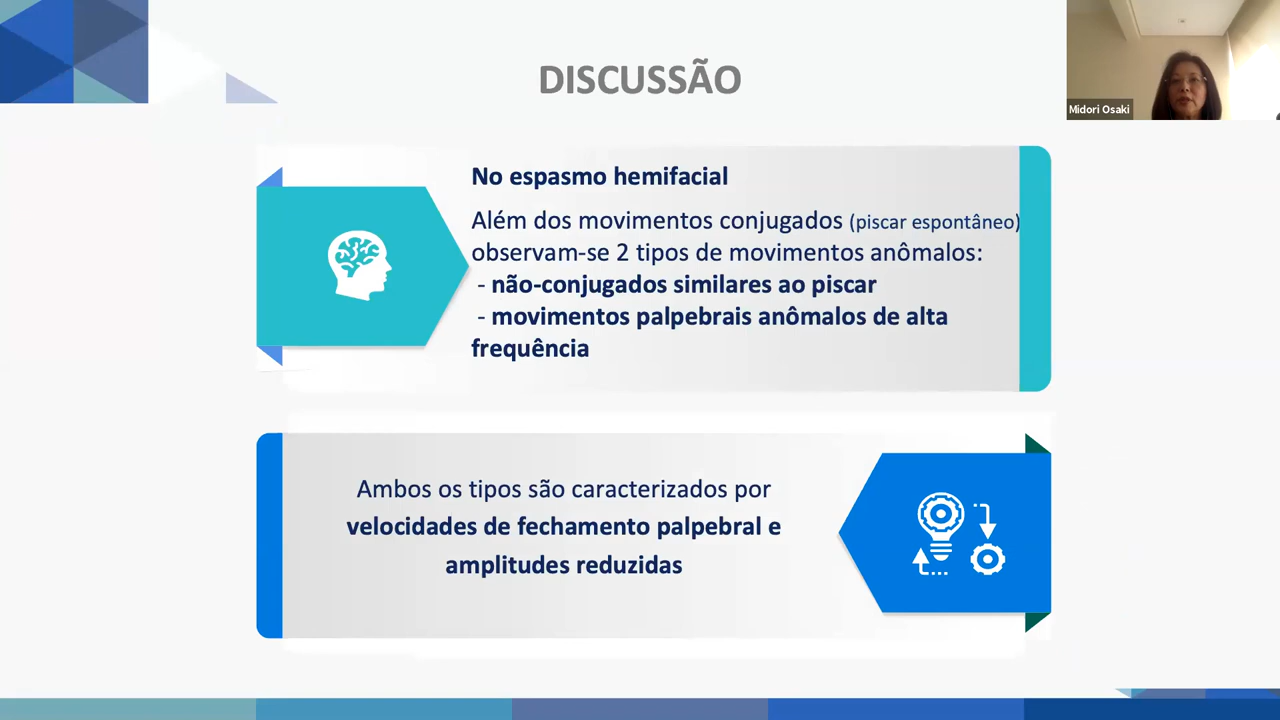 DISCUSSÃO
Midori Osaki
No espasmo hemifacial
Além dos movimentos conjugados (piscar espontâneo)
observam-se 2 tipos de movimentos anômalos:
- não-conjugados similares ao piscar
- movimentos palpebrais anômalos de alta
frequência
Ambos os tipos são caracterizados por
velocidades de fechamento palpebral e
amplitudes reduzidas